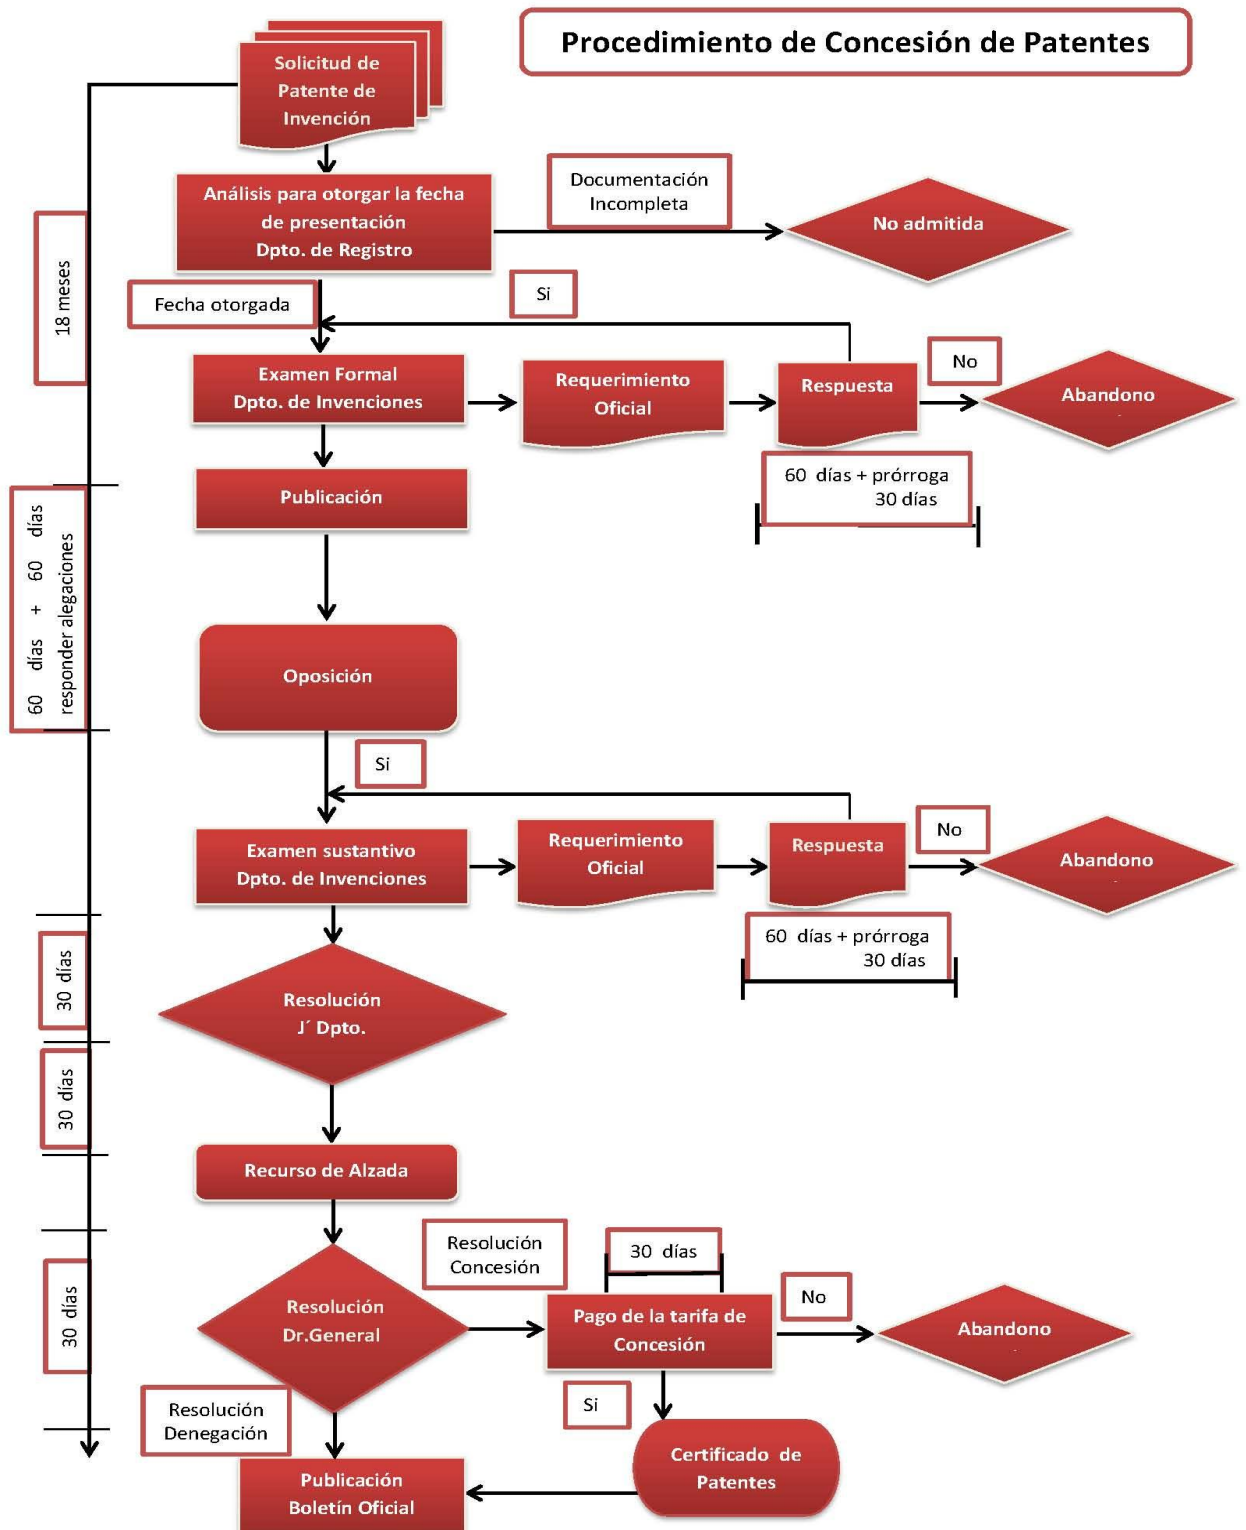 Procedimiento de Concesión de Patentes
Solicitud de
Patente de
Invención
Análisis para otorgar la fecha
de presentación
Dpto. de Registro
Documentación
Incompleta
No admitida
18 meses
Fecha otorgada
Si
Examen Formal
Dpto. de Invenciones
Requerimiento
Oficial
Respuesta
No
Abandono
60 días + prórroga
30 días
Publicación
60 días + 60 días
responder alegaciones
Oposición
Si
Examen sustantivo
Dpto. de Invenciones
Requerimiento
Oficial
Respuesta
No
Abandono
60 días + prórroga
30 días
30 días
Resolución
J´ Dpto.
30 días
Recurso de Alzada
Resolución
Concesión
30 días
30 días
Resolución
Dr.General
Pago de la tarifa de
Concesión
No
Abandono
Resolución
Denegación
Si
Certificado de
Patentes
Publicación
Boletín Oficial